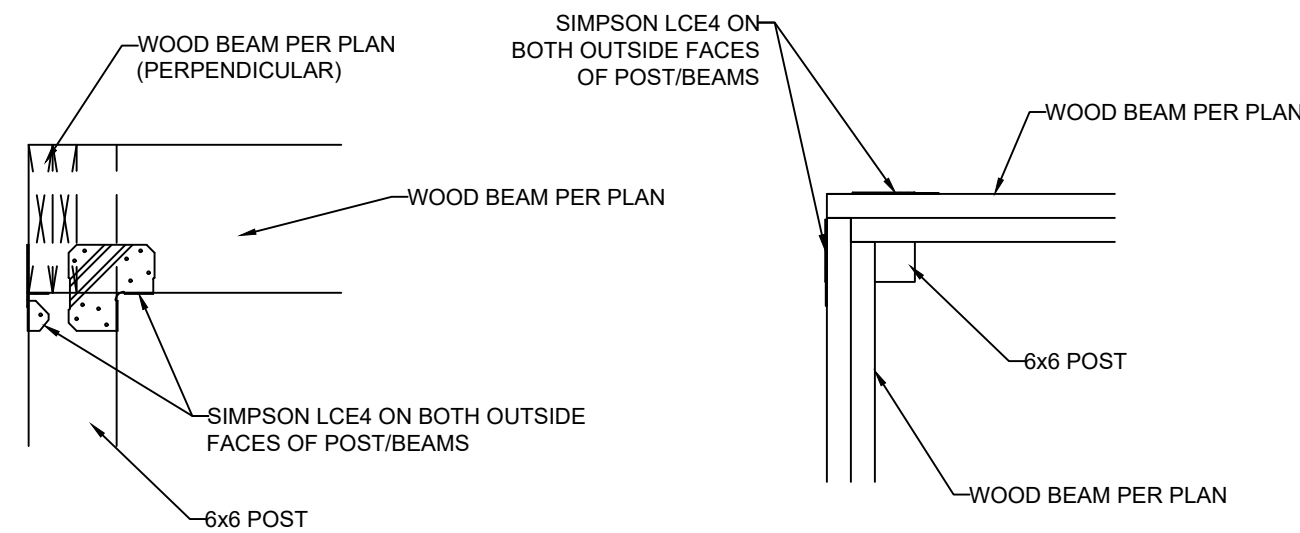 WOOD BEAM PER PLAN
(PERPENDICULAR)
WOOD BEAM PER PLAN
SIMPSON LCE4 ON BOTH OUTSIDE
FACES OF POST/BEAMS
6x6 POST
SIMPSON LCE4 ON
BOTH OUTSIDE FACES
OF POST/BEAMS
WOOD BEAM PER PLAN
6x6 POST
WOOD BEAM PER PLAN